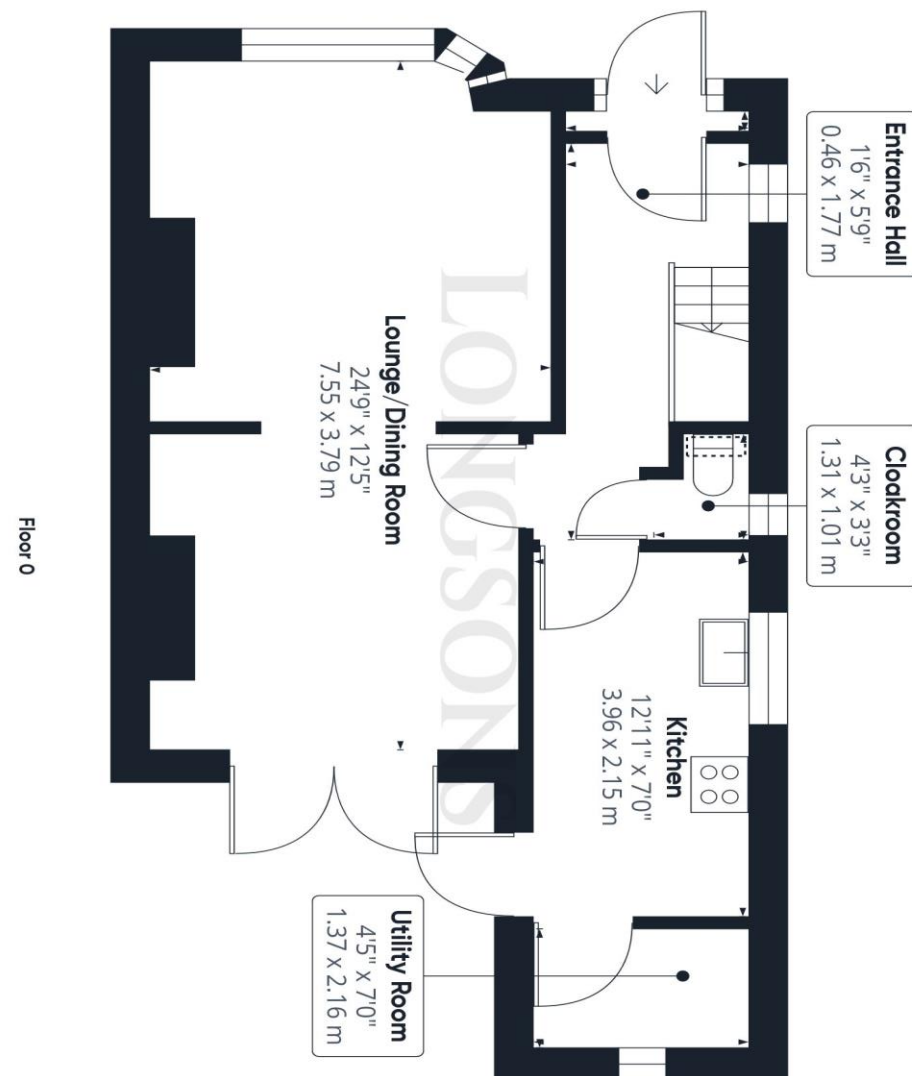 Entrance Hall
1'6" x 5'9"
0.46 x 1.77 m
Cloakroom
4'3" x 3'3"
1.31 x 1.01 m
Lounge/Dining Room
24'9" x 12'5"
7.55 x 3.79 m
Kitchen
12'11" x 7'0"
3.96 x 2.15 m
Utility Room
4'5" x 7'0"
1.37 x 2.16 m
LONGSONS
Floor 0